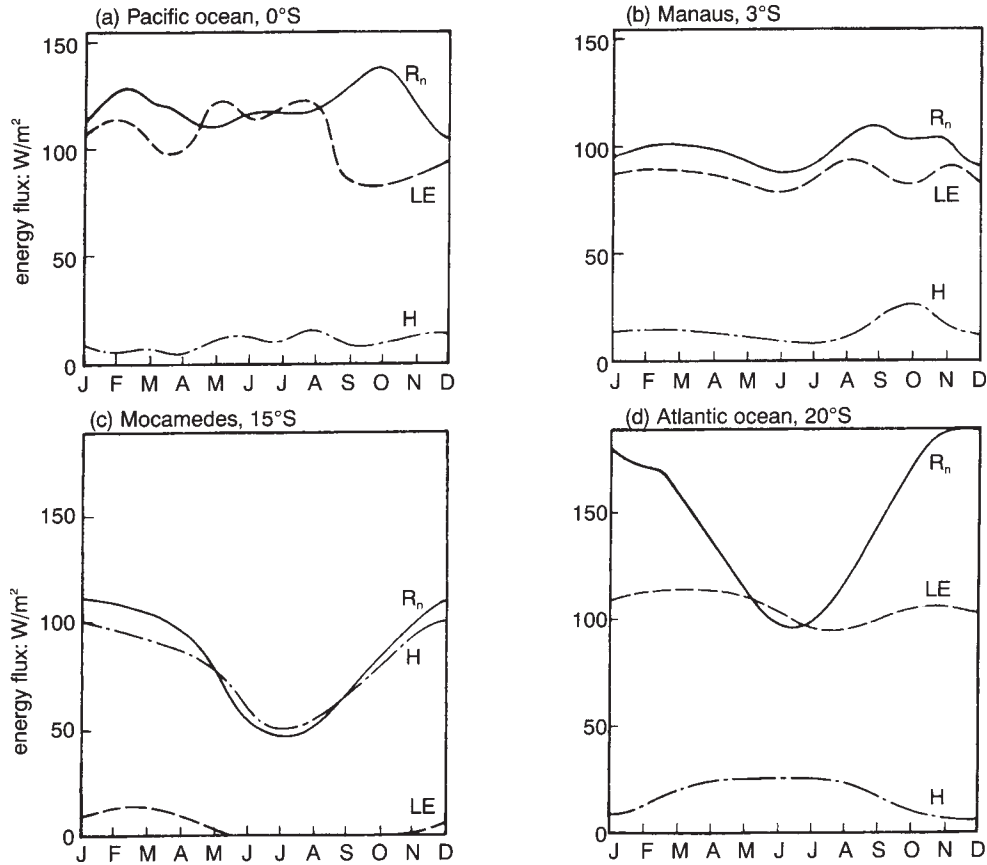 (a) Pacific ocean, 0°S
energy flux: W/m²
150
100
50
0
Rₙ
LE
H
J F M A M J J A S O N D
(b) Manaus, 3°S
150
100
50
0
Rₙ
LE
H
J F M A M J J A S O N D
(c) Mocamedes, 15°S
energy flux: W/m²
150
100
50
0
Rₙ
H
LE
J F M A M J J A S O N D
(d) Atlantic ocean, 20°S
150
100
50
0
Rₙ
LE
H
J F M A M J J A S O N D